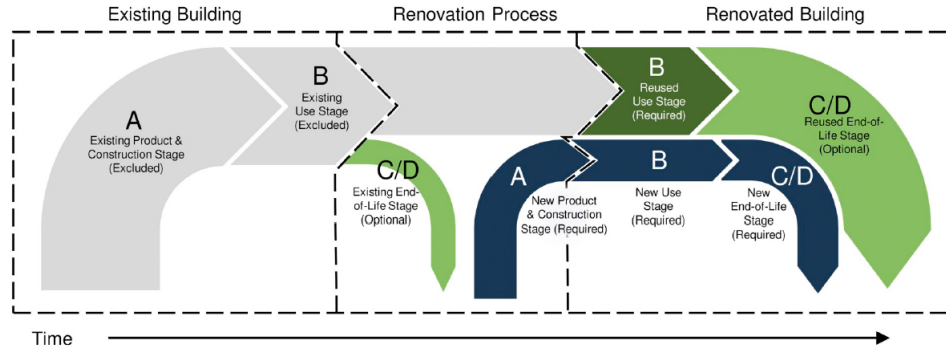 Existing Building
Renovation Process
Renovated Building
A
Existing Product &
Construction Stage
(Excluded)
B
Existing
Use Stage
(Excluded)
C/D
Existing End-
of-Life Stage
(Optional)
A
New Product
& Construction
Stage (Required)
B
Reused
Use Stage
(Required)
B
New Use
Stage
(Required)
C/D
New
End-of-Life
Stage
(Required)
C/D
Reused End-of-
Life Stage
(Optional)
Time